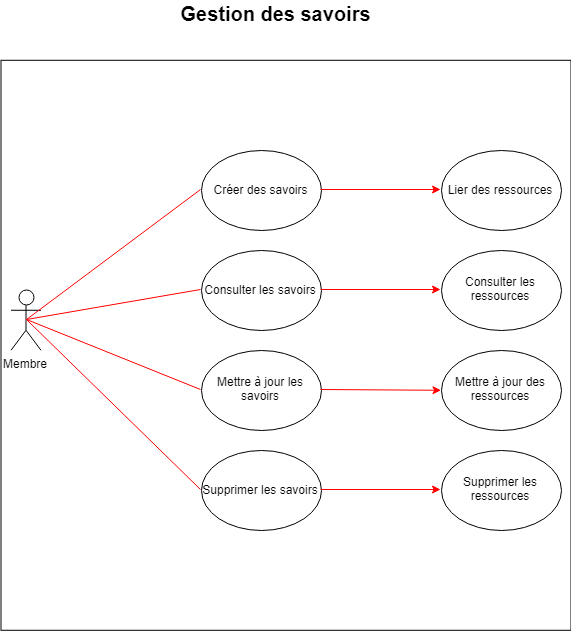 Gestion des savoirs
Créer des savoirs
Lier des ressources
Consulter les savoirs
Consulter les
ressources
Membre
Mettre à jour les
savoirs
Mettre à jour des
ressources
Supprimer les savoirs
Supprimer les
ressources